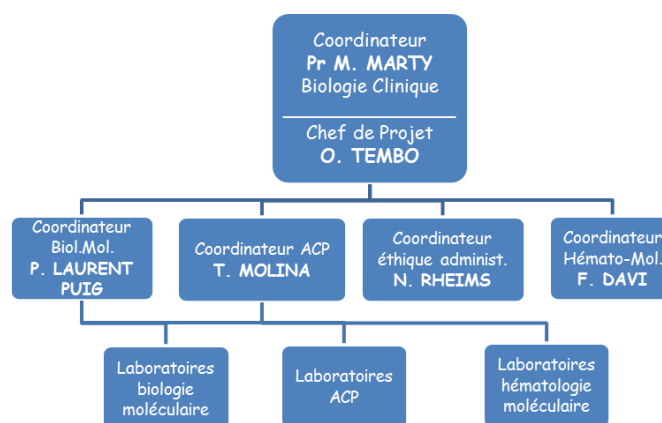 Coordinateur
Pr M. MARTY
Biologie Clinique
Chef de Projet
O. TEMBO
Coordinateur
Biol.Mol.
P. LAURENT
PUIG
Coordinateur ACP
T. MOLINA
Coordinateur
éthique administ.
N. RHEIMS
Coordinateur
Hémato-Mol.
F. DAVI
Laboratoires
biologie
moléculaire
Laboratoires
ACP
Laboratoires
hématologie
moléculaire